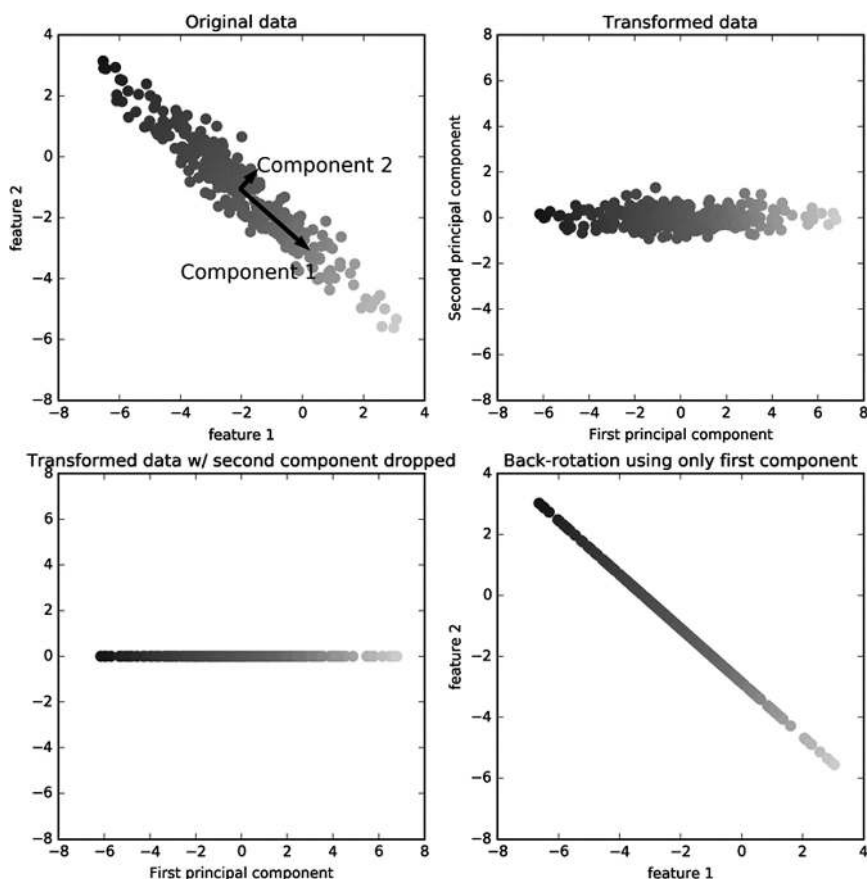 Original data
4
2
0
−2
−4
−6
−8
feature 2
Component 2
Component 1
−8 −6 −4 −2 0 2 4
feature 1
Transformed data
8
6
4
2
0
−2
−4
−6
−8
Second principal component
−8 −6 −4 −2 0 2 4 6 8
First principal component
Transformed data w/ second component dropped
8
6
4
2
0
−2
−4
−6
−8
−8 −6 −4 −2 0 2 4 6 8
First principal component
Back-rotation using only first component
4
2
0
−2
−4
−6
−8
feature 2
−8 −6 −4 −2 0 2 4
feature 1